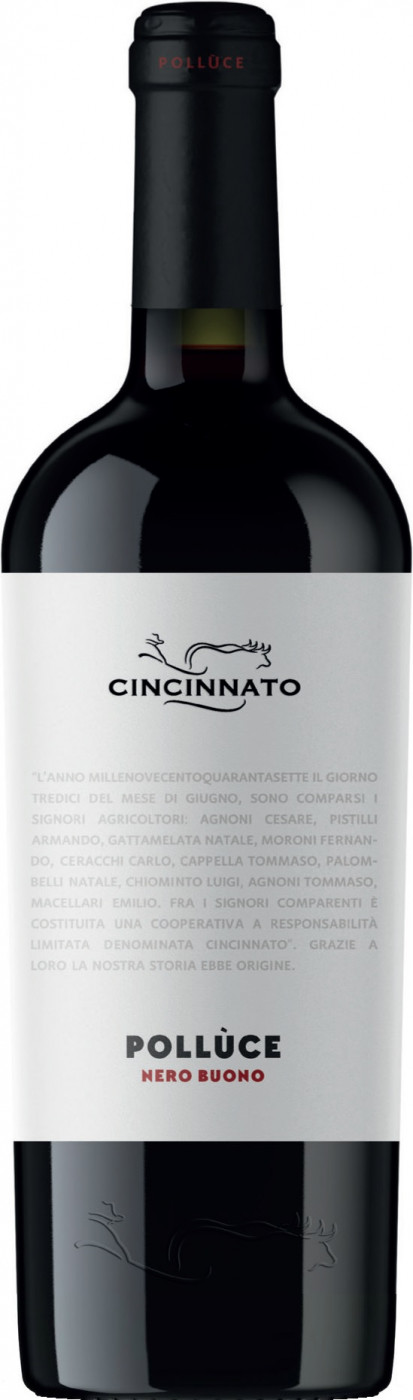 POLLÙCE
CINCINNATO
"L'ANNO MILLENOVECENTOQUARANTASETTE IL GIORNO
TREDICI DEL MESE DI GIUGNO, SONO COMPARSI I
SIGNORI AGRICOLTORI: AGNONI CESARE, PISTILLI
ARMANDO, GATTAMELATA NATALE, MORONI FERNAN-
DO, CERACCHI CARLO, CAPPELLA TOMMASO, PALOM-
BELLI NATALE, CHIOMINTO LUIGI, AGNONI TOMMASO,
MACELLARI EMILIO. FRA I SIGNORI COMPARENTI È
COSTITUITA UNA COOPERATIVA A RESPONSABILITÀ
LIMITATA DENOMINATA CINCINNATO". GRAZIE A
LORO LA NOSTRA STORIA EBBE ORIGINE.
POLLÙCE
NERO BUONO